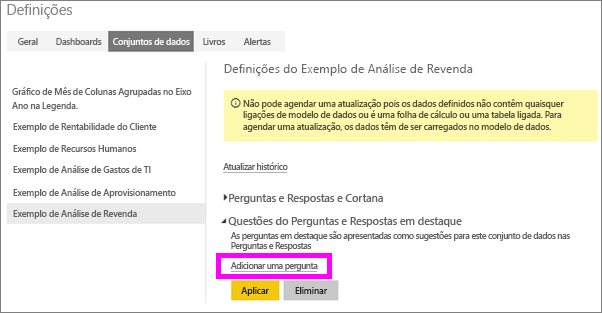 Definições
Geral
Dashboards
Conjuntos de dados
Livros
Alertas
Gráfico de Mês de Colunas Agrupadas no Eixo
Ano na Legenda.
Exemplo de Rentabilidade do Cliente
Exemplo de Recursos Humanos
Exemplo de Análise de Gastos de TI
Exemplo de Análise de Aprovisionamento
Exemplo de Análise de Revenda
Definições do Exemplo de Análise de Revenda
Não pode agendar uma atualização pois os dados definidos não contêm quaisquer
ligações de modelo de dados ou é uma folha de cálculo ou uma tabela ligada. Para
agendar uma atualização, os dados têm de ser carregados no modelo de dados.
Atualizar histórico
Perguntas e Respostas e Cortana
Questões do Perguntas e Respostas em destaque
As perguntas em destaque são apresentadas como sugestões para este conjunto de dados nas
Perguntas e Respostas
Adicionar uma pergunta
Aplicar
Eliminar